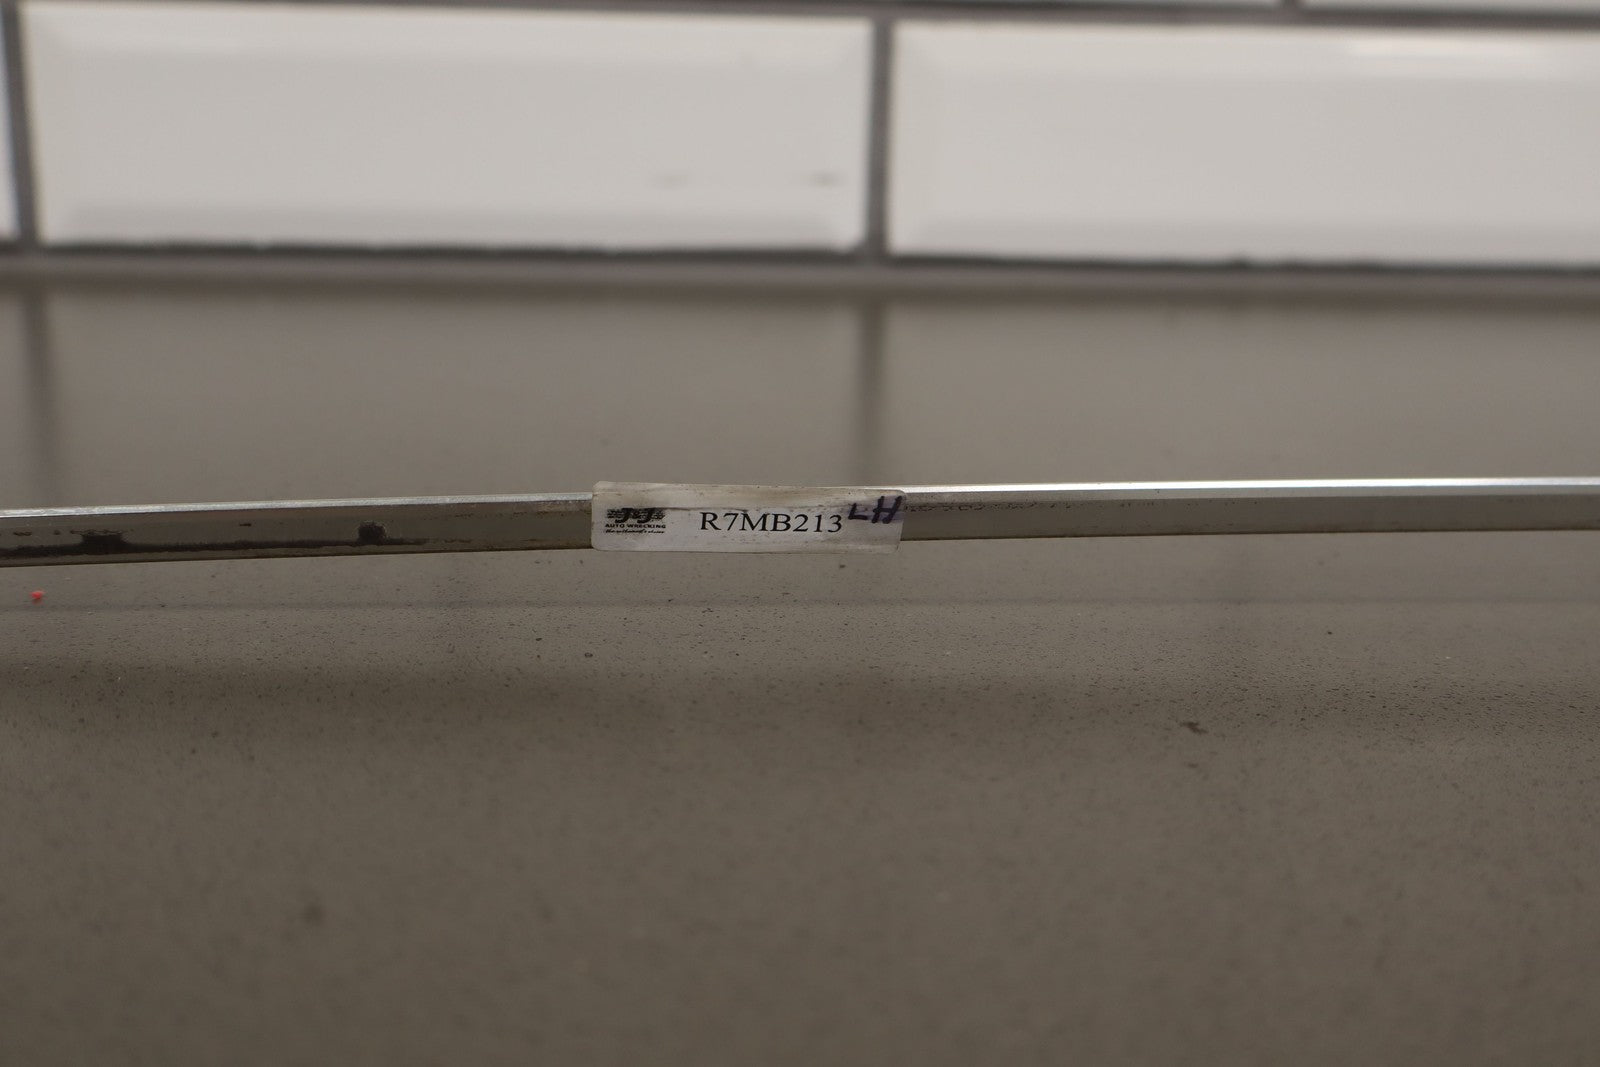 J&J
AUTO WRECKING
R7MB213 LH